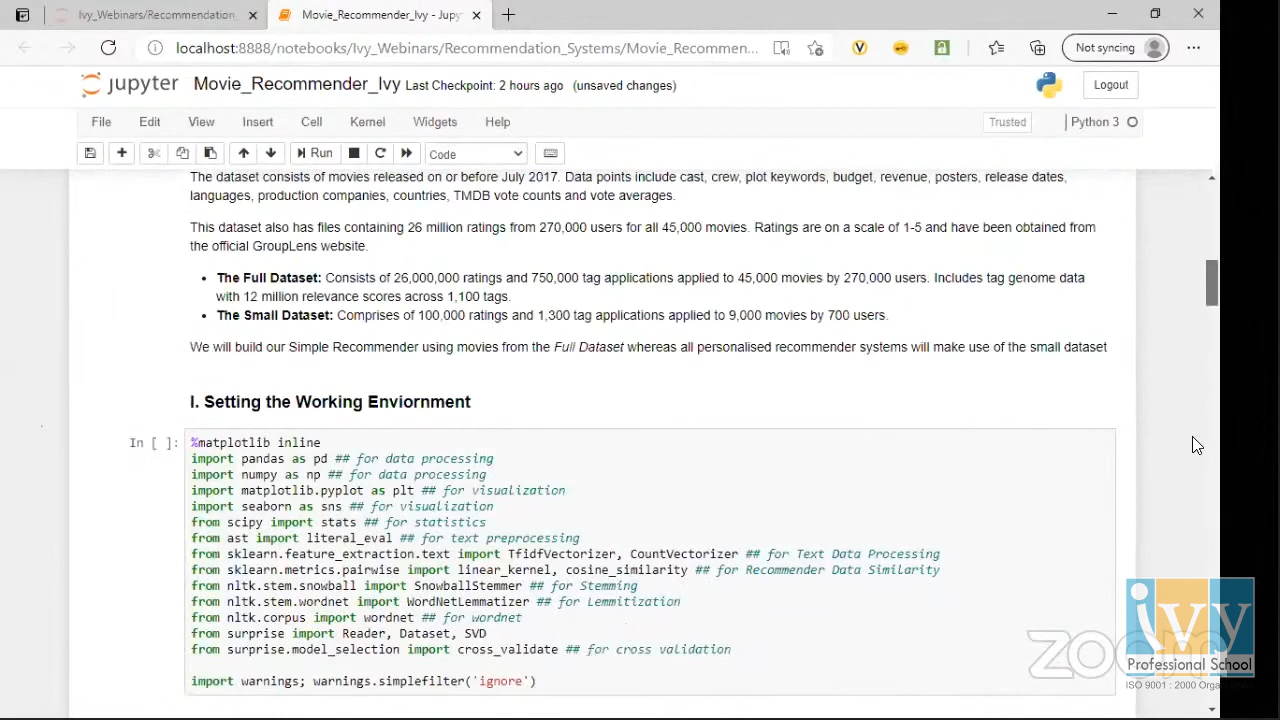 Ivy_Webinars/Recommendation_
Movie_Recommender_Ivy - Jupy
localhost:8888/notebooks/Ivy_Webinars/Recommendation_Systems/Movie_Recommen...
Not syncing
jupyter Movie_Recommender_Ivy Last Checkpoint: 2 hours ago (unsaved changes)
Logout
File Edit View Insert Cell Kernel Widgets Help
Trusted
Python 3
Run
Code
The dataset consists of movies released on or before July 2017. Data points include cast, crew, plot keywords, budget, revenue, posters, release dates,
languages, production companies, countries, TMDB vote counts and vote averages.
This dataset also has files containing 26 million ratings from 270,000 users for all 45,000 movies. Ratings are on a scale of 1-5 and have been obtained from
the official GroupLens website.
• The Full Dataset: Consists of 26,000,000 ratings and 750,000 tag applications applied to 45,000 movies by 270,000 users. Includes tag genome data
with 12 million relevance scores across 1,100 tags.
• The Small Dataset: Comprises of 100,000 ratings and 1,300 tag applications applied to 9,000 movies by 700 users.
We will build our Simple Recommender using movies from the Full Dataset whereas all personalised recommender systems will make use of the small dataset
I. Setting the Working Enviornment
In [ ]:
%matplotlib inline
import pandas as pd ## for data processing
import numpy as np ## for data processing
import matplotlib.pyplot as plt ## for visualization
import seaborn as sns ## for visualization
from scipy import stats ## for statistics
from ast import literal_eval ## for text preprocessing
from sklearn.feature_extraction.text import TfidfVectorizer, CountVectorizer ## for Text Data Processing
from sklearn.metrics.pairwise import linear_kernel, cosine_similarity ## for Recommender Data Similarity
from nltk.stem.snowball import SnowballStemmer ## for Stemming
from nltk.stem.wordnet import WordNetLemmatizer ## for Lemmitization
from nltk.corpus import wordnet ## for wordnet
from surprise import Reader, Dataset, SVD
from surprise.model_selection import cross_validate ## for cross validation
import warnings; warnings.simplefilter('ignore')
zoom
ivy
Professional School
ISO 9001 : 2000